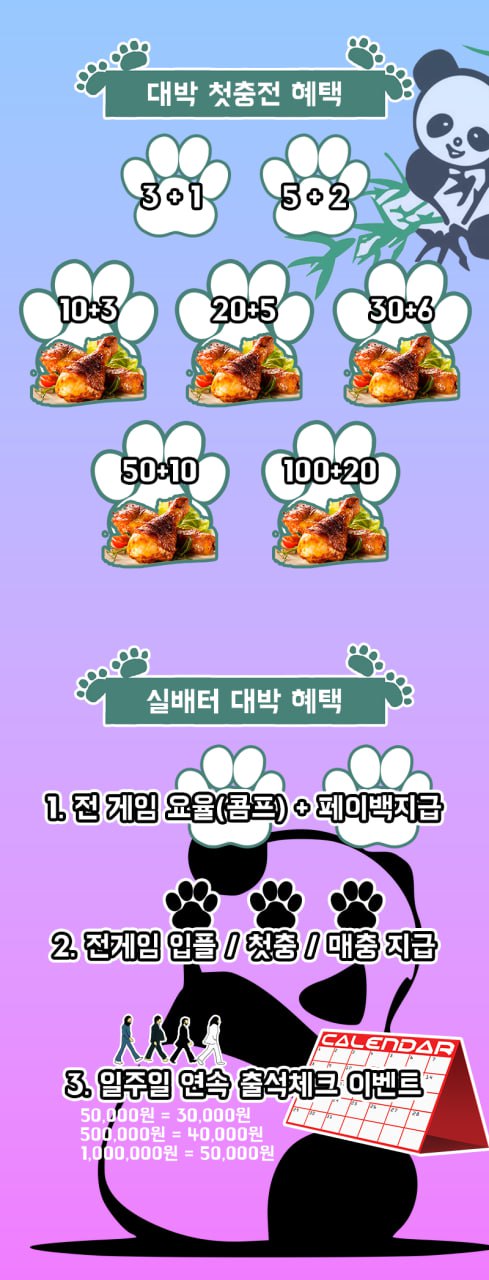 대박 첫충전 혜택
3 + 1
5 + 2
10+3
20+5
30+6
50+10
100+20
실배터 대박 혜택
1. 전 게임 요율(콤프) + 페이백지급
2. 전게임 입플 / 첫충 / 매충 지급
CALENDAR
3. 일주일 연속 출석체크 이벤트
50,000원 = 30,000원
500,000원 = 40,000원
1,000,000원 = 50,000원